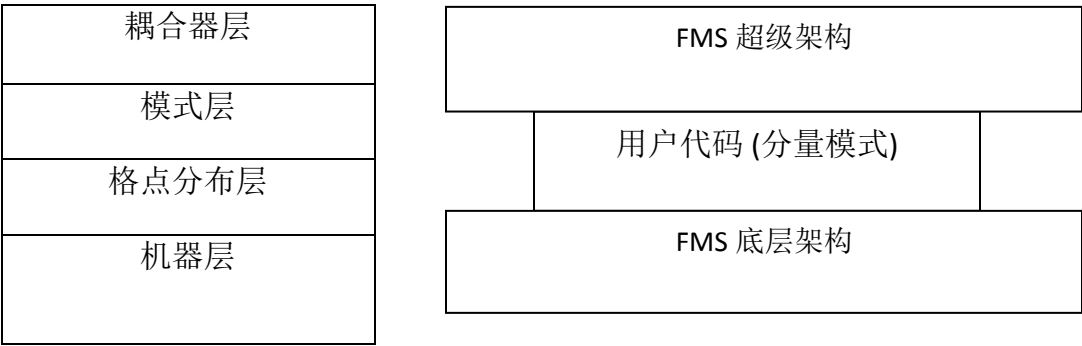 耦合器层
模式层
格点分布层
机器层
FMS 超级架构
用户代码 (分量模式)
FMS 底层架构